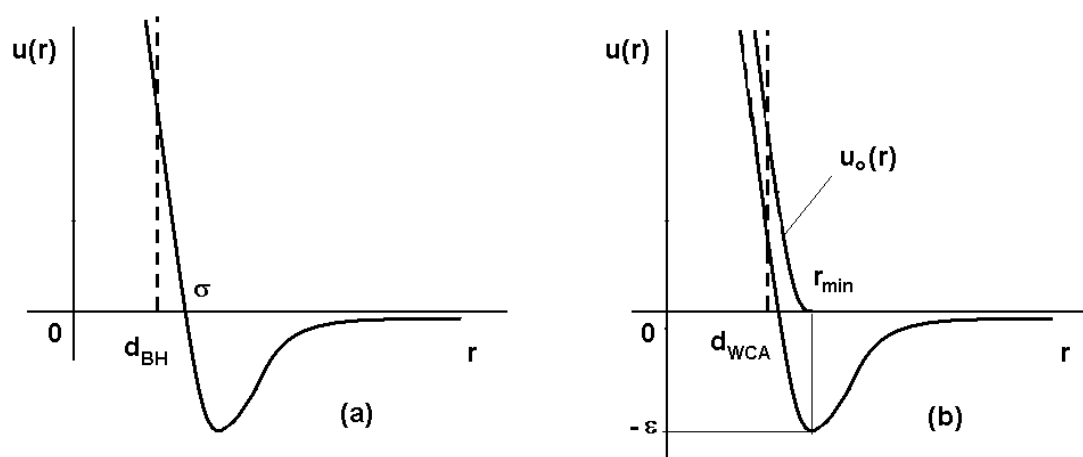 u(r)
σ
0
d_BH
r
(a)
u(r)
u_o(r)
r_min
0
d_WCA
r
- ε
(b)